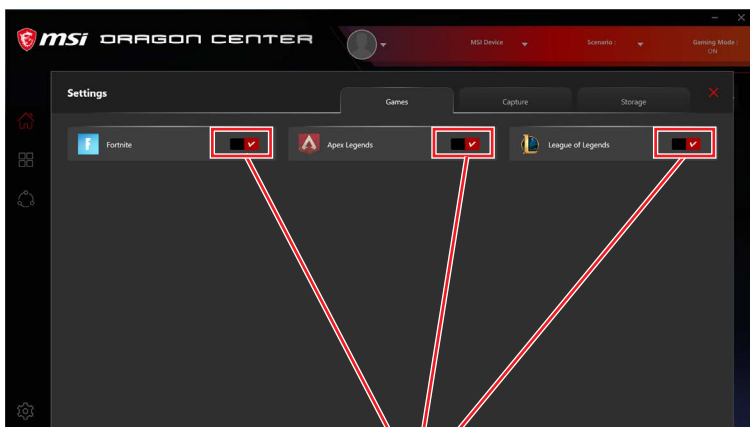 msi DRAGON CENTER
MSI Device
Scenario :
Gaming Mode :
ON
Settings
Games
Capture
Storage
Fortnite
Apex Legends
League of Legends